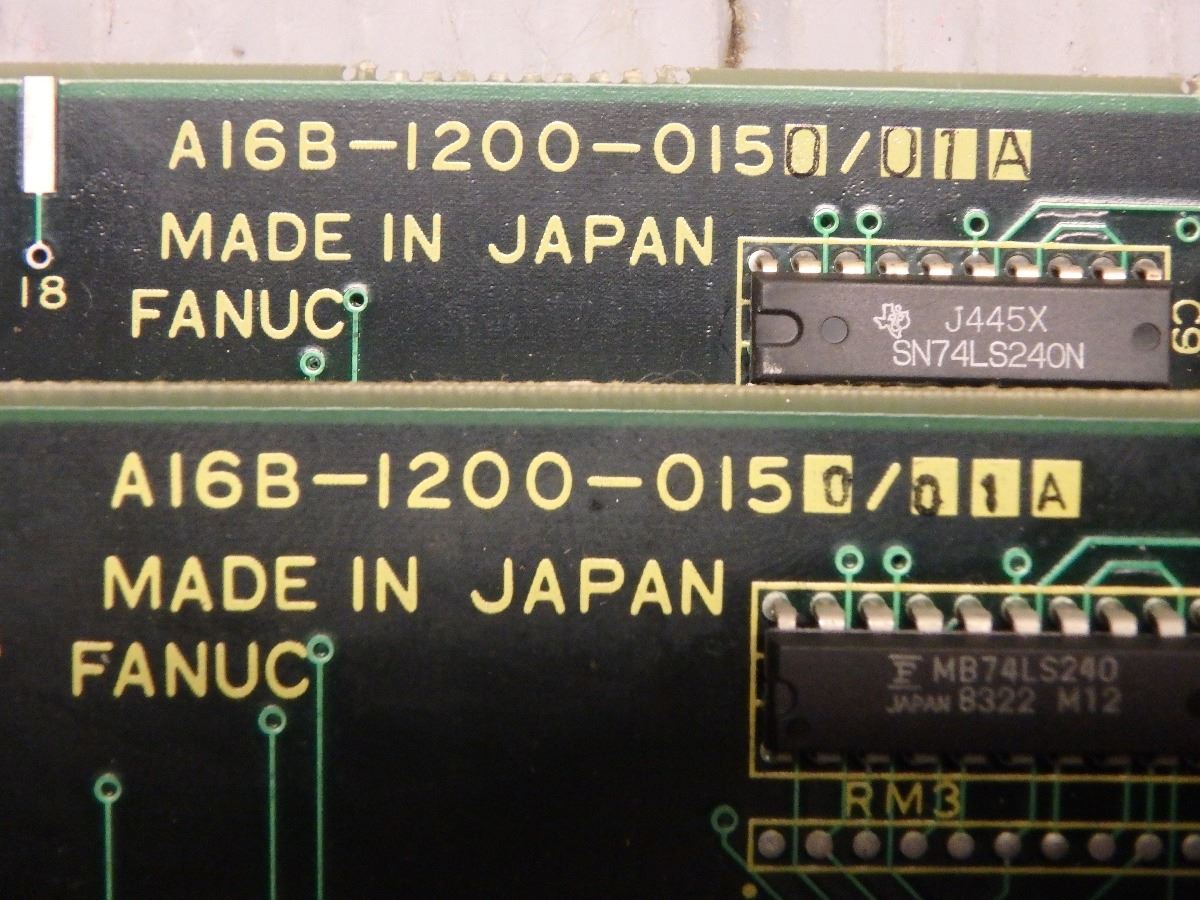 A16B-1200-0150/01A
MADE IN JAPAN
FANUC
18
J445X
SN74LS240N
C9
A16B-1200-0150/01A
MADE IN JAPAN
FANUC
MB74LS240
JAPAN 8322 M12
RM3